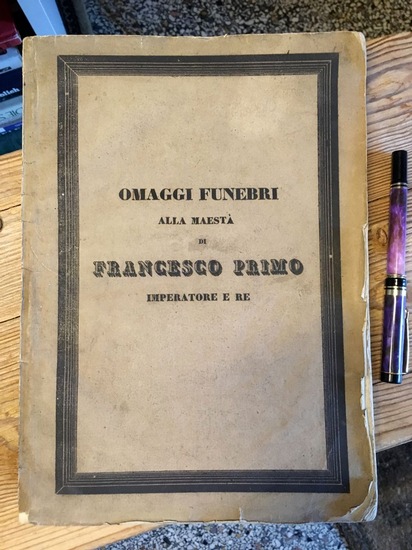 OMAGGI FUNEBRI
ALLA MAESTÀ
DI
FRANCESCO PRIMO
IMPERATORE E RE